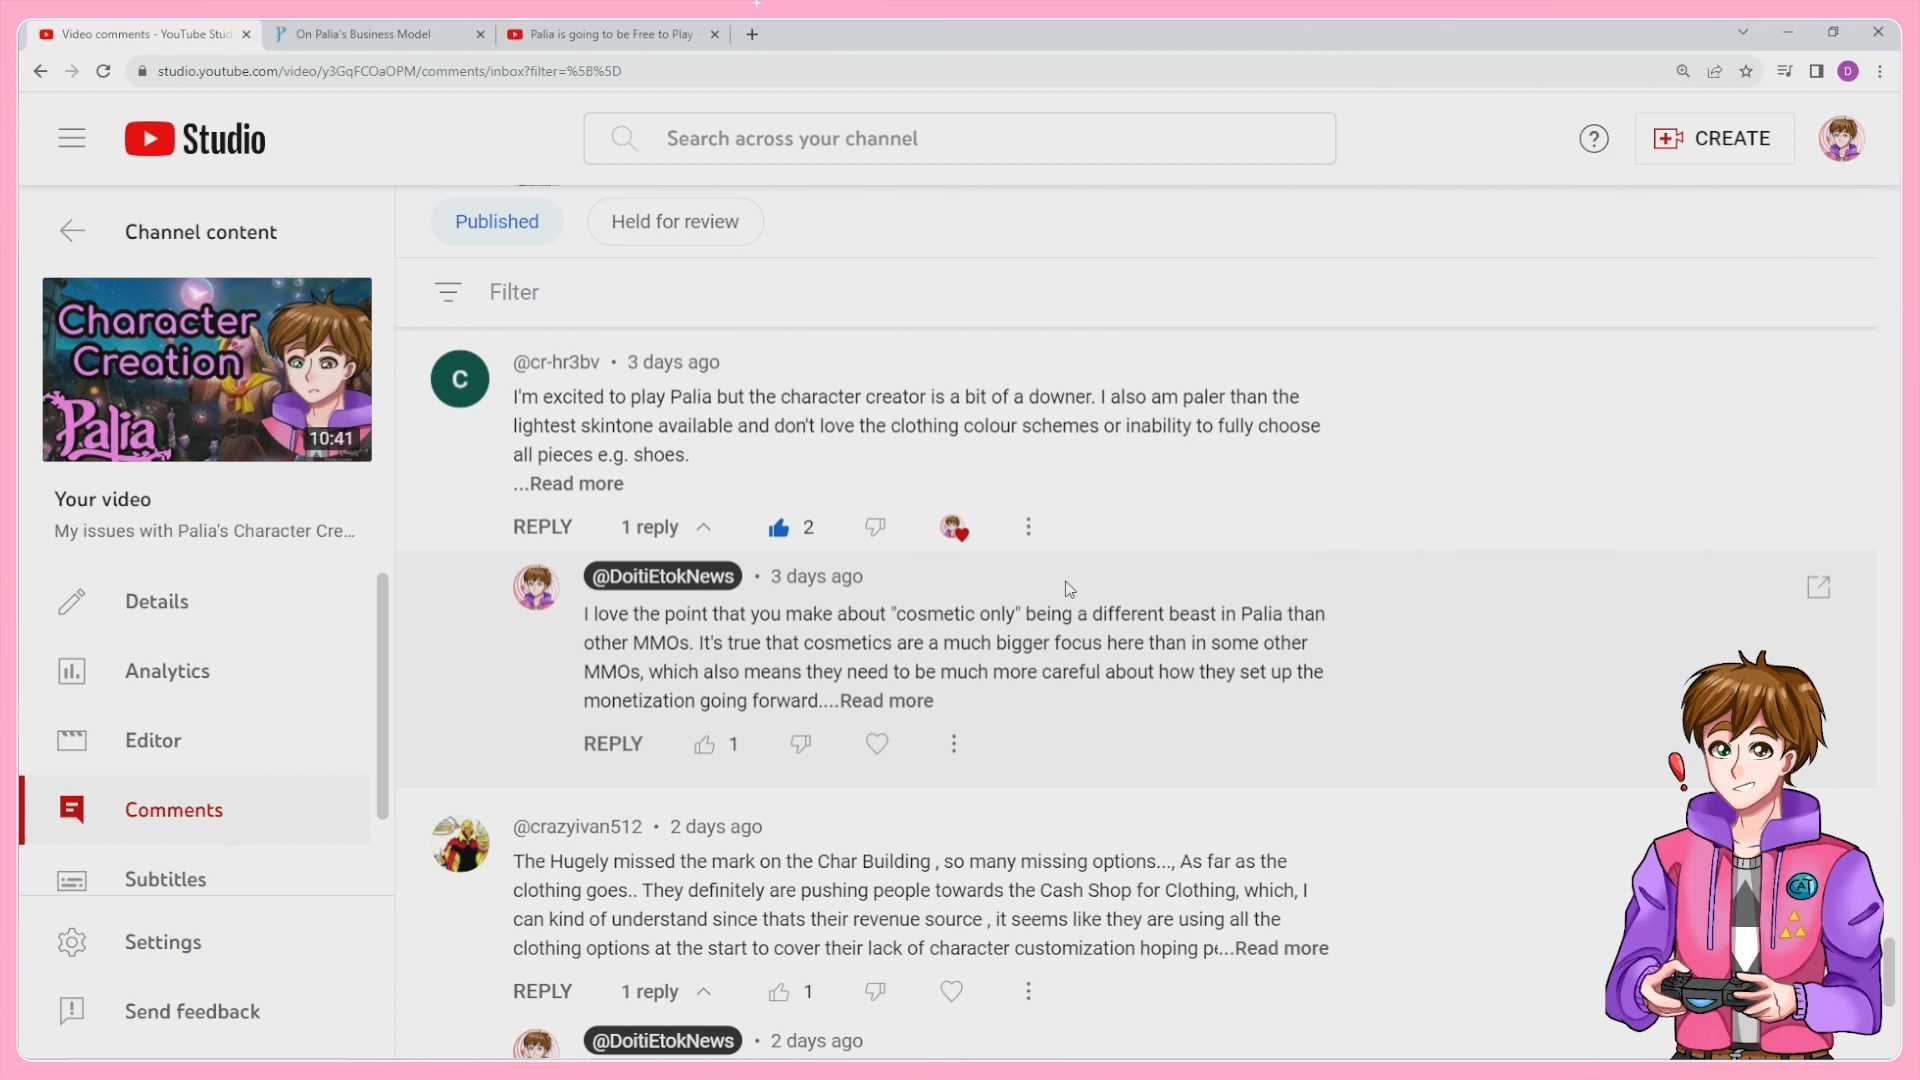 Video comments - YouTube Stud
On Palia's Business Model
Palia is going to be Free to Play -
studio.youtube.com/video/y3GqFCOaOPM/comments/inbox?filter=%5B%5D
D
Studio
Search across your channel
?
CREATE
Channel content
Published
Held for review
Filter
Character
Creation
Palia
10:41
Your video
My issues with Palia's Character Cre...
Details
Analytics
Editor
Comments
Subtitles
Settings
Send feedback
C
@cr-hr3bv • 3 days ago
I'm excited to play Palia but the character creator is a bit of a downer. I also am paler than the
lightest skintone available and don't love the clothing colour schemes or inability to fully choose
all pieces e.g. shoes.
...Read more
REPLY 1 reply 2
@DoitiEtokNews • 3 days ago
I love the point that you make about "cosmetic only" being a different beast in Palia than
other MMOs. It's true that cosmetics are a much bigger focus here than in some other
MMOs, which also means they need to be much more careful about how they set up the
monetization going forward....Read more
REPLY 1
@crazyivan512 • 2 days ago
The Hugely missed the mark on the Char Building , so many missing options..., As far as the
clothing goes.. They definitely are pushing people towards the Cash Shop for Clothing, which, I
can kind of understand since thats their revenue source , it seems like they are using all the
clothing options at the start to cover their lack of character customization hoping pe...Read more
REPLY 1 reply 1
@DoitiEtokNews • 2 days ago
CAT